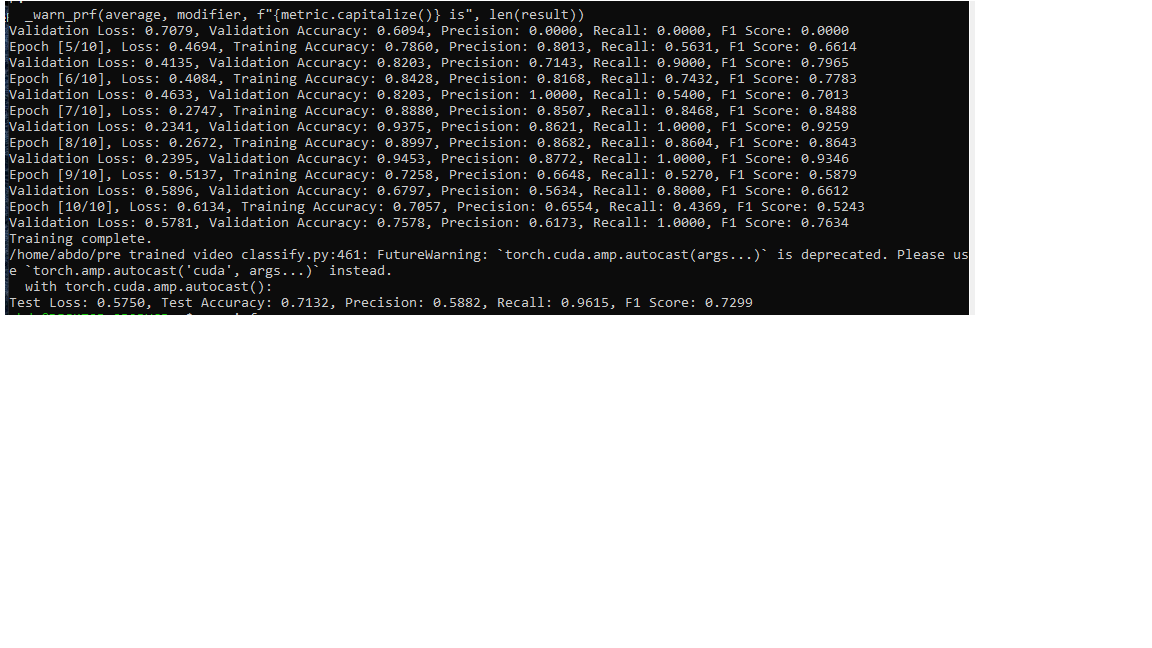 _warn_prf(average, modifier, f"{metric.capitalize()} is", len(result))
Validation Loss: 0.7079, Validation Accuracy: 0.6094, Precision: 0.0000, Recall: 0.0000, F1 Score: 0.0000
Epoch [5/10], Loss: 0.4694, Training Accuracy: 0.7860, Precision: 0.8013, Recall: 0.5631, F1 Score: 0.6614
Validation Loss: 0.4135, Validation Accuracy: 0.8203, Precision: 0.7143, Recall: 0.9000, F1 Score: 0.7965
Epoch [6/10], Loss: 0.4084, Training Accuracy: 0.8428, Precision: 0.8168, Recall: 0.7432, F1 Score: 0.7783
Validation Loss: 0.4633, Validation Accuracy: 0.8203, Precision: 1.0000, Recall: 0.5400, F1 Score: 0.7013
Epoch [7/10], Loss: 0.2747, Training Accuracy: 0.8880, Precision: 0.8507, Recall: 0.8468, F1 Score: 0.8488
Validation Loss: 0.2341, Validation Accuracy: 0.9375, Precision: 0.8621, Recall: 1.0000, F1 Score: 0.9259
Epoch [8/10], Loss: 0.2672, Training Accuracy: 0.8997, Precision: 0.8682, Recall: 0.8604, F1 Score: 0.8643
Validation Loss: 0.2395, Validation Accuracy: 0.9453, Precision: 0.8772, Recall: 1.0000, F1 Score: 0.9346
Epoch [9/10], Loss: 0.5137, Training Accuracy: 0.7258, Precision: 0.6648, Recall: 0.5270, F1 Score: 0.5879
Validation Loss: 0.5896, Validation Accuracy: 0.6797, Precision: 0.5634, Recall: 0.8000, F1 Score: 0.6612
Epoch [10/10], Loss: 0.6134, Training Accuracy: 0.7057, Precision: 0.6554, Recall: 0.4369, F1 Score: 0.5243
Validation Loss: 0.5781, Validation Accuracy: 0.7578, Precision: 0.6173, Recall: 1.0000, F1 Score: 0.7634
Training complete.
/home/abdo/pre trained video classify.py:461: FutureWarning: `torch.cuda.amp.autocast(args...)` is deprecated. Please us
e `torch.amp.autocast('cuda', args...)` instead.
with torch.cuda.amp.autocast():
Test Loss: 0.5750, Test Accuracy: 0.7132, Precision: 0.5882, Recall: 0.9615, F1 Score: 0.7299